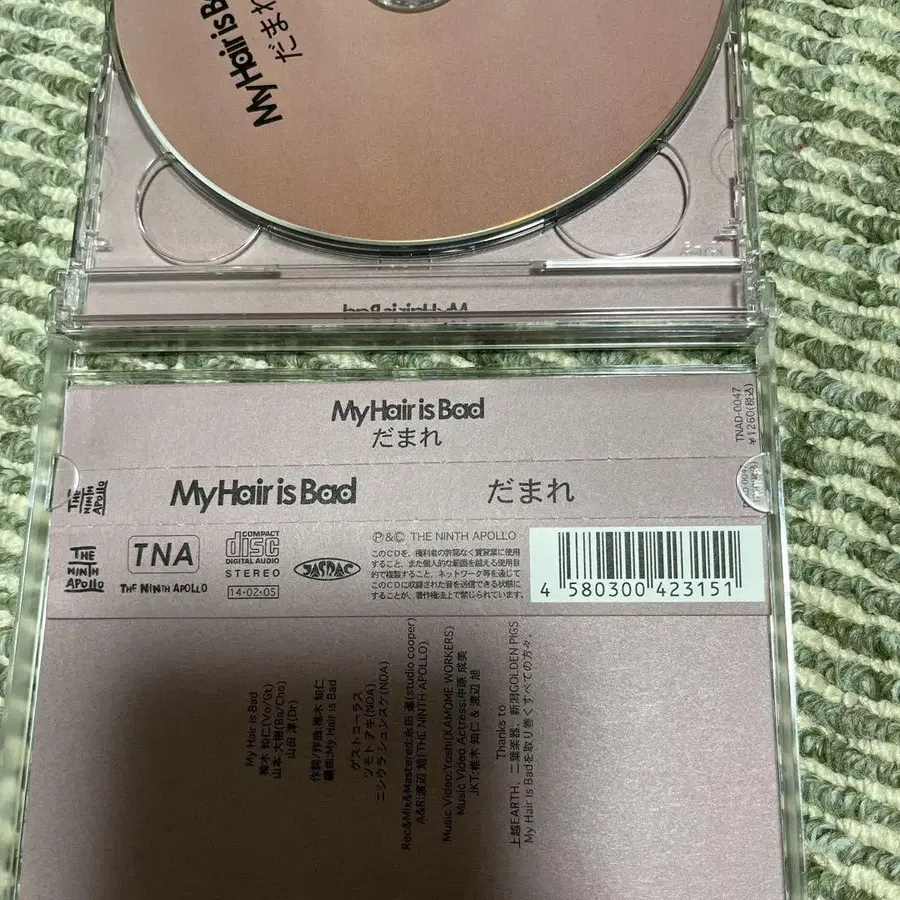 My Hair is B
だまれ
My Hair is Bad
My Hair is Bad
だまれ
TNAD-0047
¥1260(税込)
THE NINTH APOLLO
My Hair is Bad
だまれ
THE NINTH APOLLO
TNA
THE NINTH APOLLO
COMPACT
disc
DIGITAL AUDIO
STEREO
14・02・05
JASRAC
Ⓟ&© THE NINTH APOLLO
このCDを、権利者の許諾なく賃貸業に使用
すること、また個人的な範囲を越える使用目
的で複製すること、ネットワーク等を通じて
このCDに収録された音を送信できる状態に
することが、著作権法上で禁じられています。
4 580300 423151
My Hair is Bad
椎木 知仁(Vo/Gt)
山本 大樹(Ba/Cho)
山田 淳(Dr)
作詞/作曲:椎木 知仁
編曲:My Hair is Bad
ゲストコーラス
ツモト アキ(NOA)
ニシウラ シュンスケ(NOA)
Rec&Mix&Mastered:永田 進(studio cooper)
A&R:渡辺 旭(THE NINTH APOLLO)
Music Video:Yoshi(KAMOME WORKERS)
Music Video Actress:中原 成美
JKT:椎木 知仁 & 渡辺 旭
Thanks to
上越EARTH、二葉楽器、新潟GOLDEN PIGS
My Hair is Badを取り巻くすべての方々。